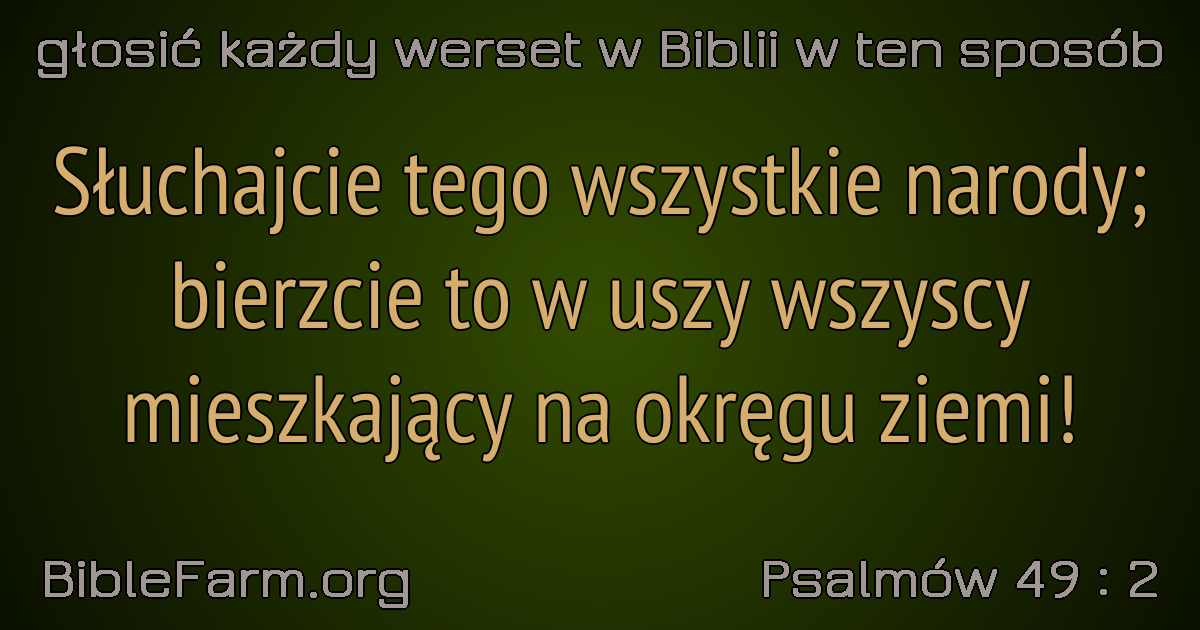 głosić każdy werset w Biblii w ten sposób
Słuchajcie tego wszystkie narody;
bierzcie to w uszy wszyscy
mieszkający na okręgu ziemi!
BibleFarm.org
Psalmów 49 : 2